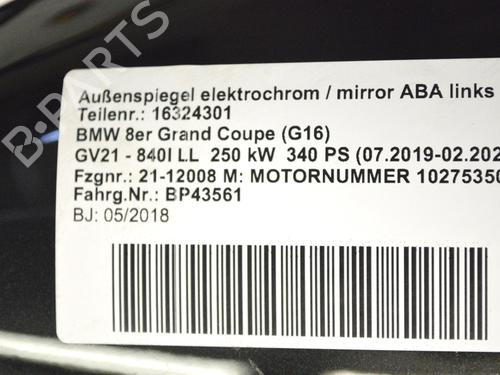 B-PARTS
Außenspiegel elektrochrom / mirror ABA links
Teilenr.: 16324301
BMW 8er Grand Coupe (G16)
GV21 - 840I LL 250 kW 340 PS (07.2019-02.202
Fzgnr.: 21-12008 M: MOTORNUMMER 10275350
Fahrg.Nr.: BP43561
BJ: 05/2018